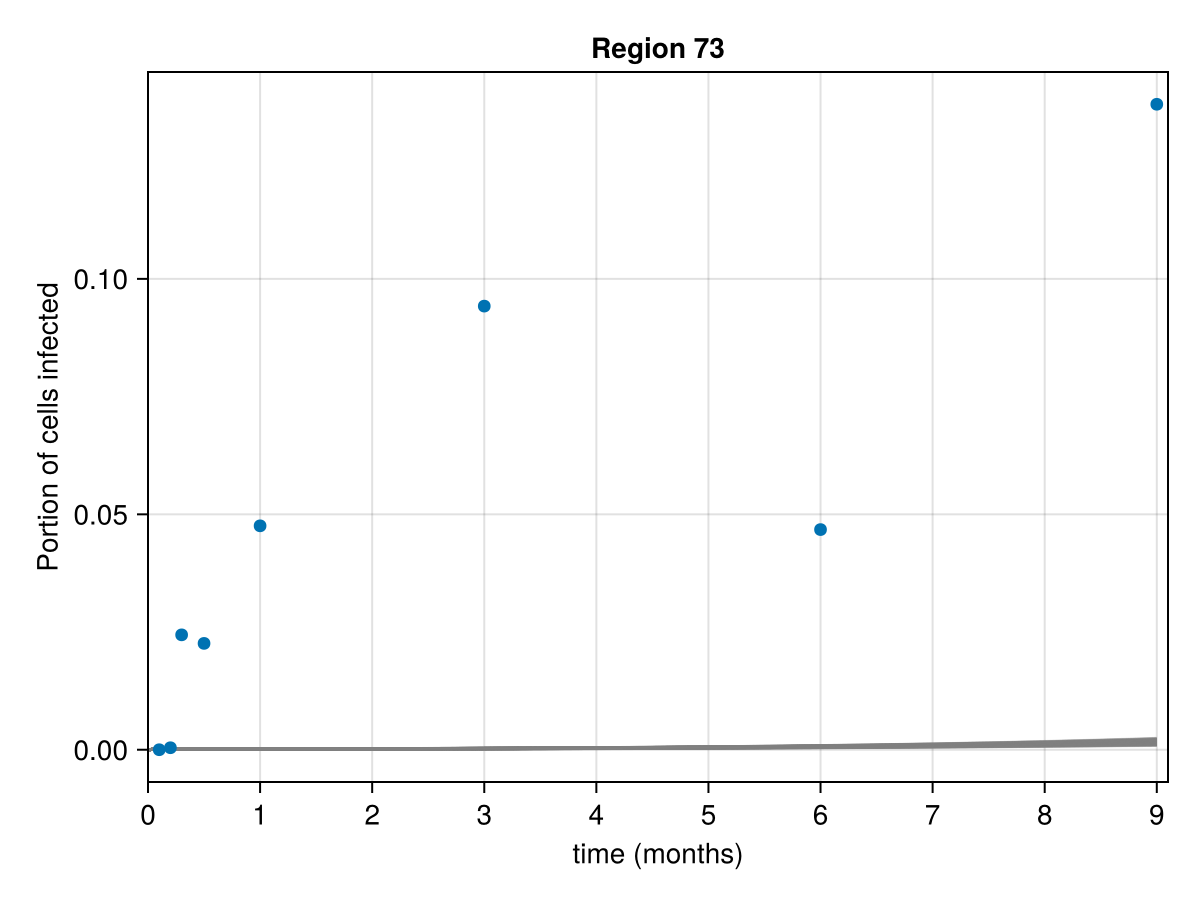 Region 73
Portion of cells infected
0.10
0.05
0.00
0 1 2 3 4 5 6 7 8 9
time (months)